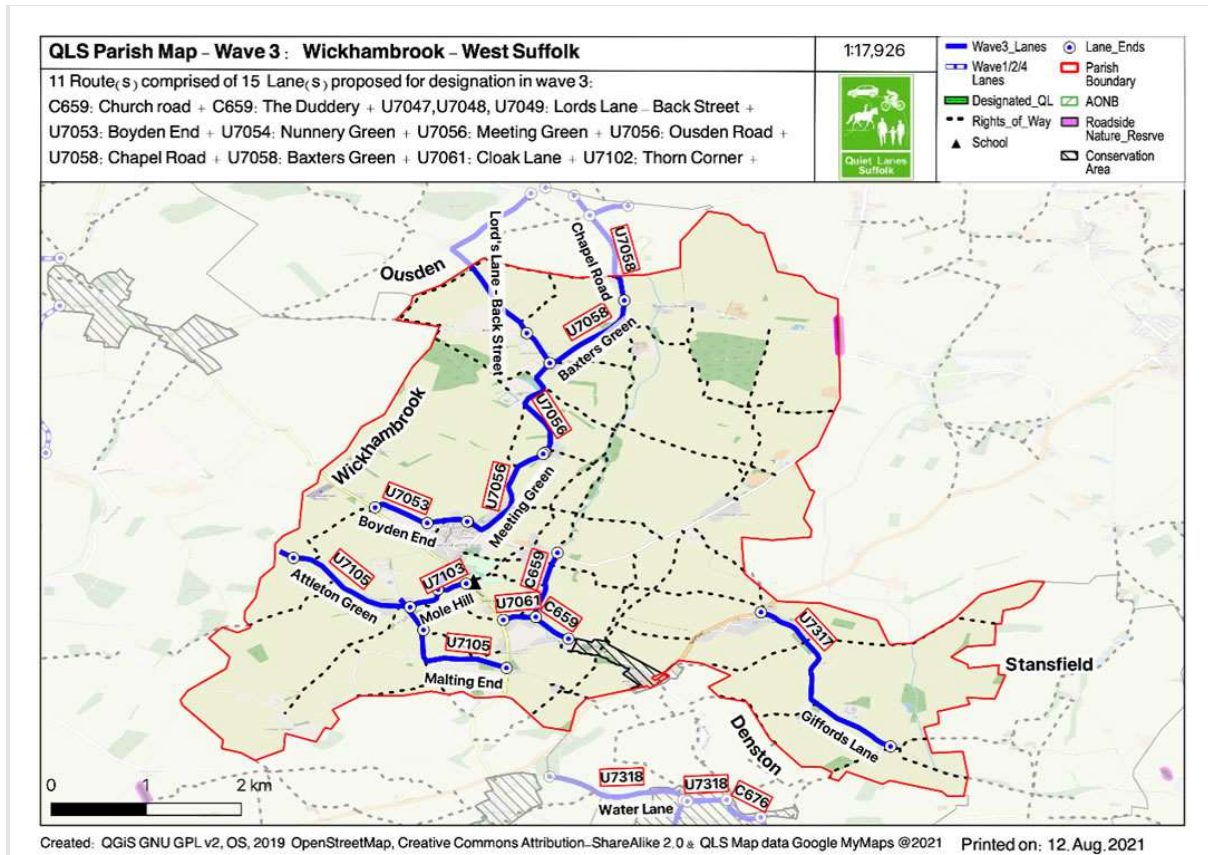 QLS Parish Map – Wave 3 : Wickhambrook – West Suffolk
11 Route(s) comprised of 15 Lane(s) proposed for designation in wave 3:
C659: Church road + C659: The Duddery + U7047,U7048, U7049: Lords Lane – Back Street +
U7053: Boyden End + U7054: Nunnery Green + U7056: Meeting Green + U7056: Ousden Road +
U7058: Chapel Road + U7058: Baxters Green + U7061: Cloak Lane + U7102: Thorn Corner +
1:17,926
Quiet Lanes
Suffolk
Wave3_Lanes
Wave1/2/4
Lanes
Designated_QL
Rights_of_Way
School
Lane_Ends
Parish
Boundary
AONB
Roadside
Nature_Resrve
Conservation
Area
Ousden
Lord's Lane – Back Street
Chapel Road
U7058
U7058
Baxters Green
Wickhambrook
U7056
U7056
Meeting Green
U7053
Boyden End
U7105
Attleton Green
U7103
Mole Hill
C659
U7061
C659
U7105
Malting End
U7317
Giffords Lane
Stansfield
Denston
U7318
U7318
C676
Water Lane
0 1 2 km
Created: QGiS GNU GPL v2, OS, 2019 OpenStreetMap, Creative Commons Attribution–ShareAlike 2.0 & QLS Map data Google MyMaps @2021 Printed on: 12. Aug. 2021